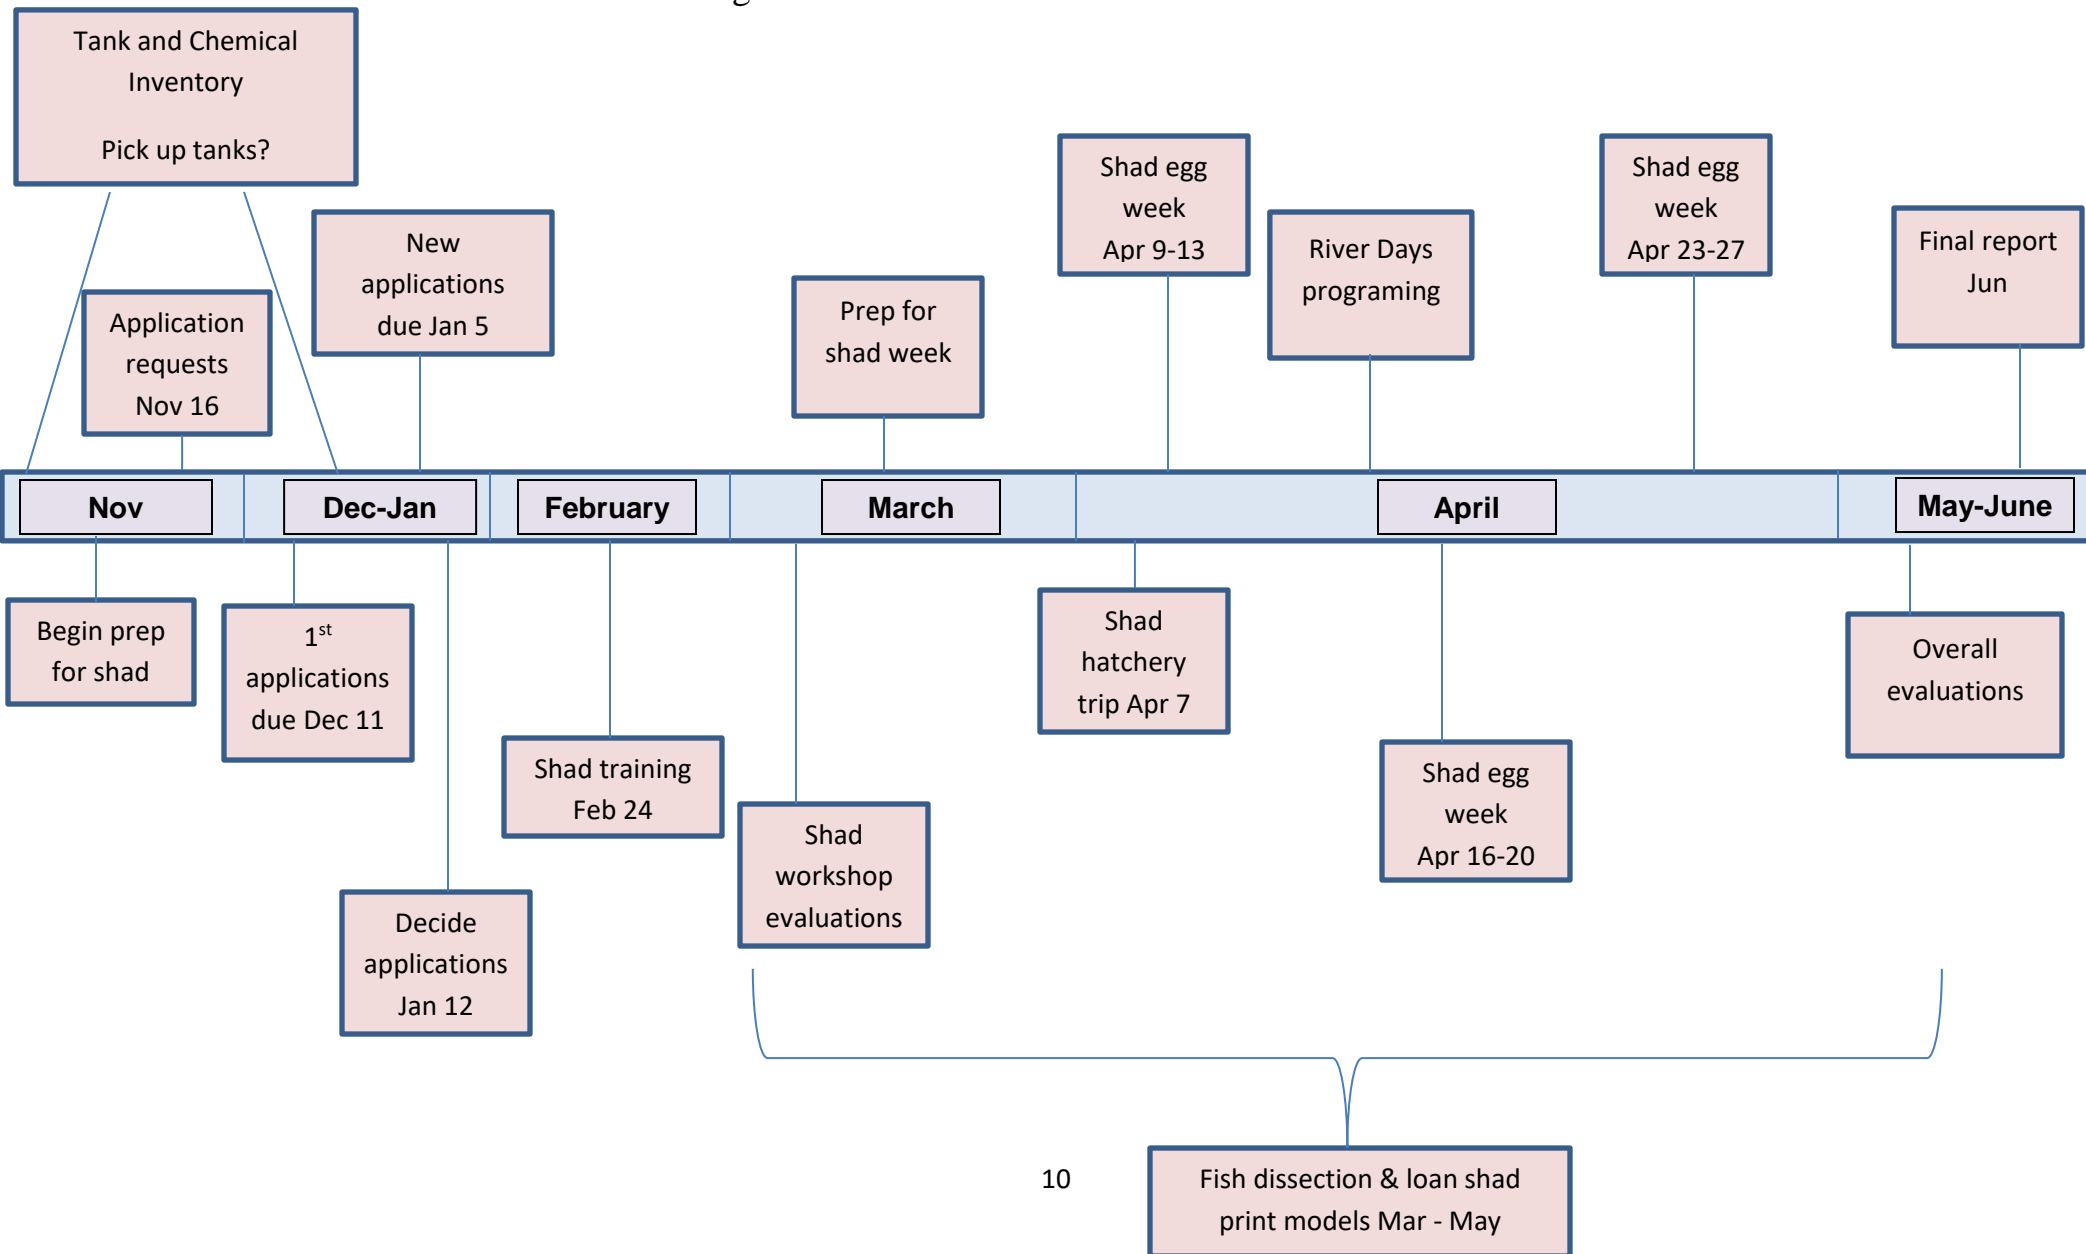 Tank and Chemical
Inventory
Pick up tanks?
New
applications
due Jan 5
Application
requests
Nov 16
Prep for
shad week
Shad egg
week
Apr 9-13
River Days
programing
Shad egg
week
Apr 23-27
Final report
Jun
Nov
Dec-Jan
February
March
April
May-June
Begin prep
for shad
1st
applications
due Dec 11
Decide
applications
Jan 12
Shad training
Feb 24
Shad
workshop
evaluations
Shad
hatchery
trip Apr 7
Shad egg
week
Apr 16-20
Overall
evaluations
Fish dissection & loan shad
print models Mar - May
10